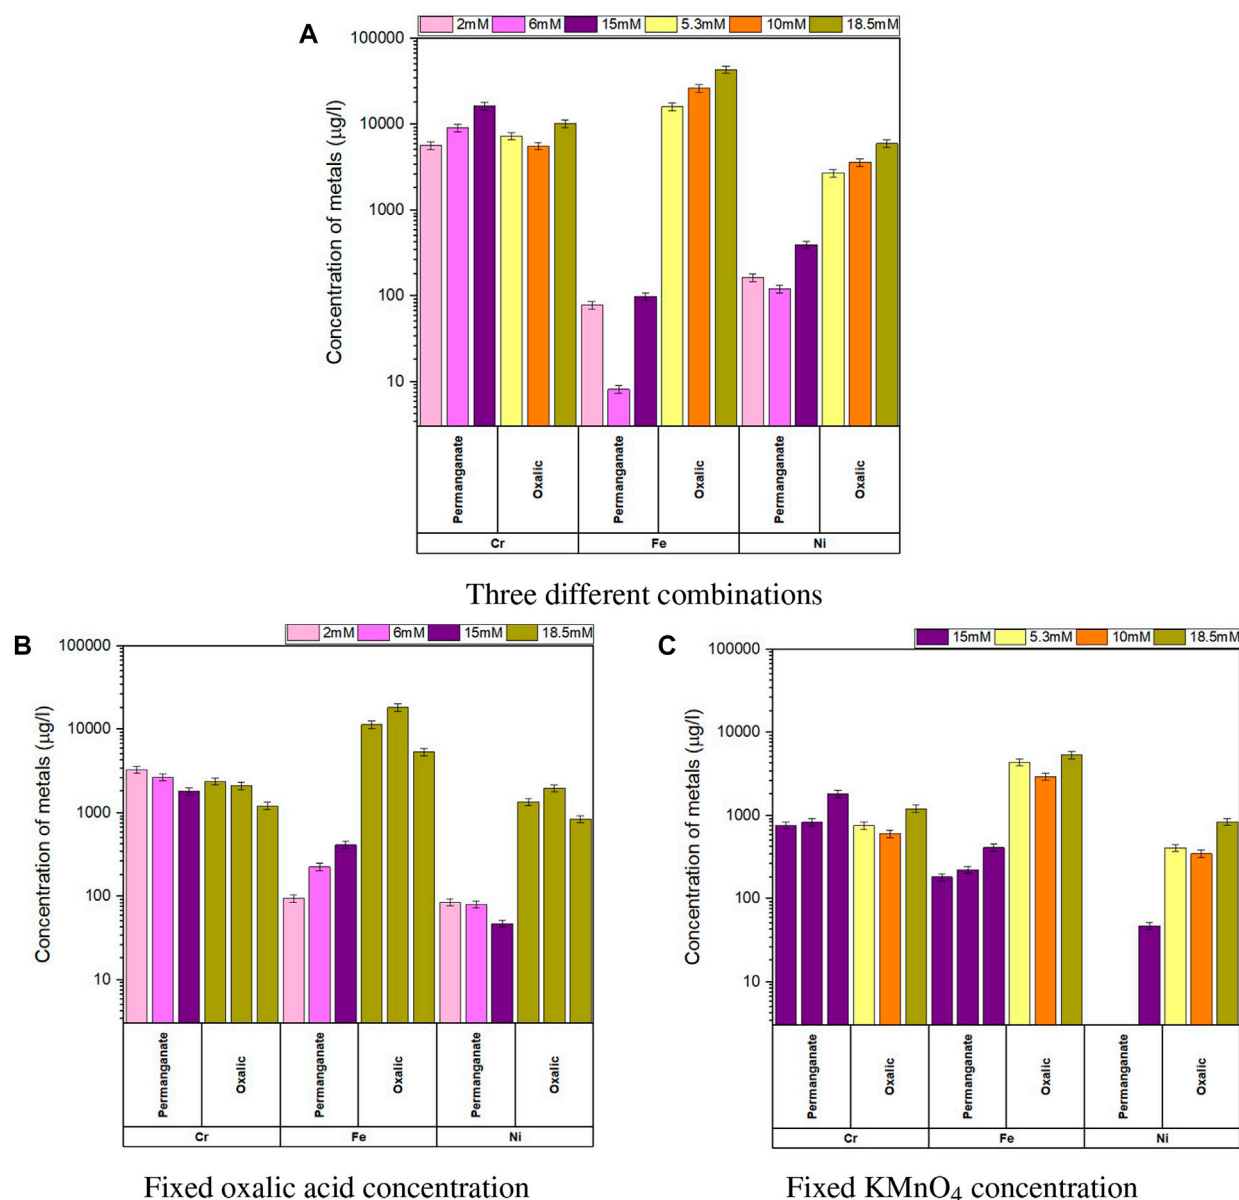 A
2mM 6mM 15mM 5.3mM 10mM 18.5mM
Concentration of metals (μg/l)
100000
10000
1000
100
10
Permanganate Oxalic Permanganate Oxalic Permanganate Oxalic
Cr Fe Ni
Three different combinations
B
2mM 6mM 15mM 18.5mM
Concentration of metals (μg/l)
100000
10000
1000
100
10
Permanganate Oxalic Permanganate Oxalic Permanganate Oxalic
Cr Fe Ni
Fixed oxalic acid concentration
C
15mM 5.3mM 10mM 18.5mM
Concentration of metals (μg/l)
100000
10000
1000
100
10
Permanganate Oxalic Permanganate Oxalic Permanganate Oxalic
Cr Fe Ni
Fixed KMnO₄ concentration